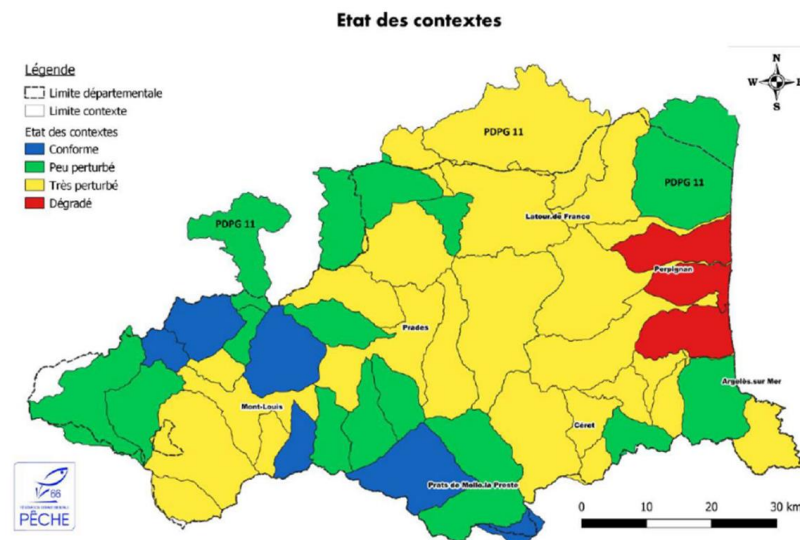 Etat des contextes
Légende
Limite départementale
Limite contexte
Etat des contextes
Conforme
Peu perturbé
Très perturbé
Dégradé
N
W
E
S
PDPG 11
PDPG 11
PDPG 11
Latour.de France
Perpignan
Prades
Argelès.sur Mer
Mont-Louis
Céret
Prats de Mollo.la Preste
66
PÊCHE
0 10 20 30 km